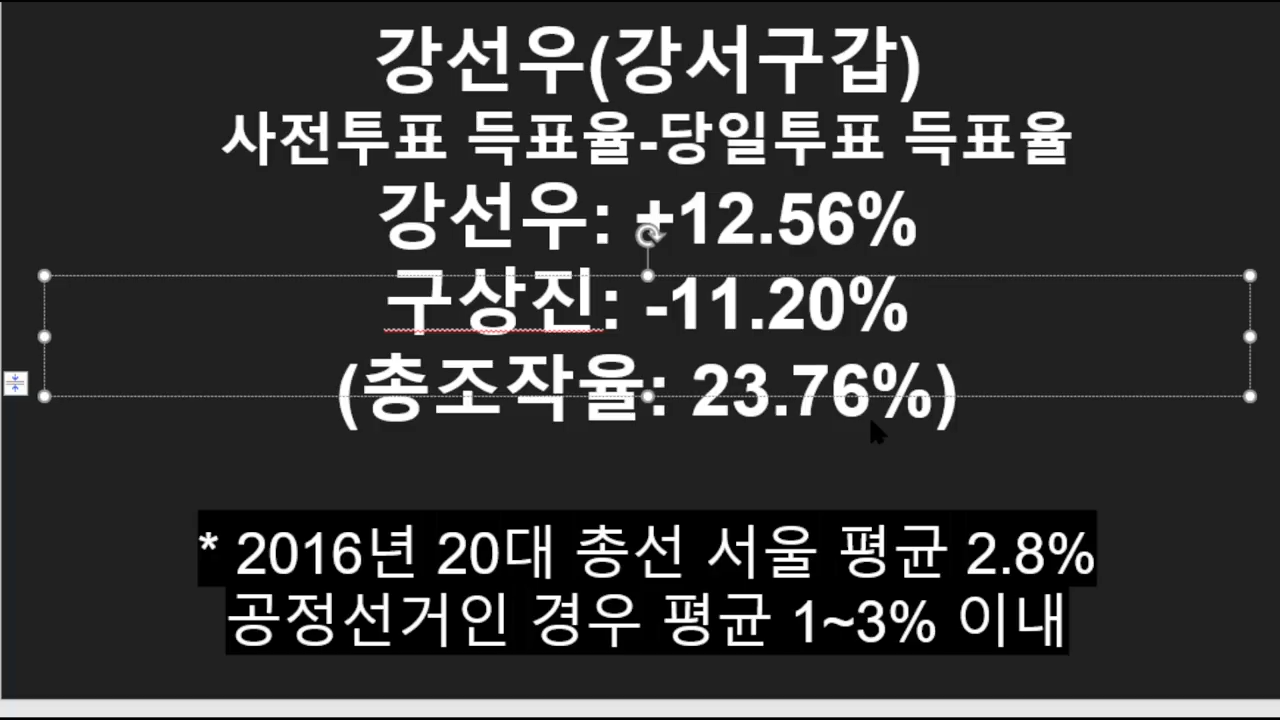 강선우(강서구갑)
사전투표 득표율-당일투표 득표율
강선우: +12.56%
구상진: -11.20%
(총조작율: 23.76%)
* 2016년 20대 총선 서울 평균 2.8%
공정선거인 경우 평균 1~3% 이내